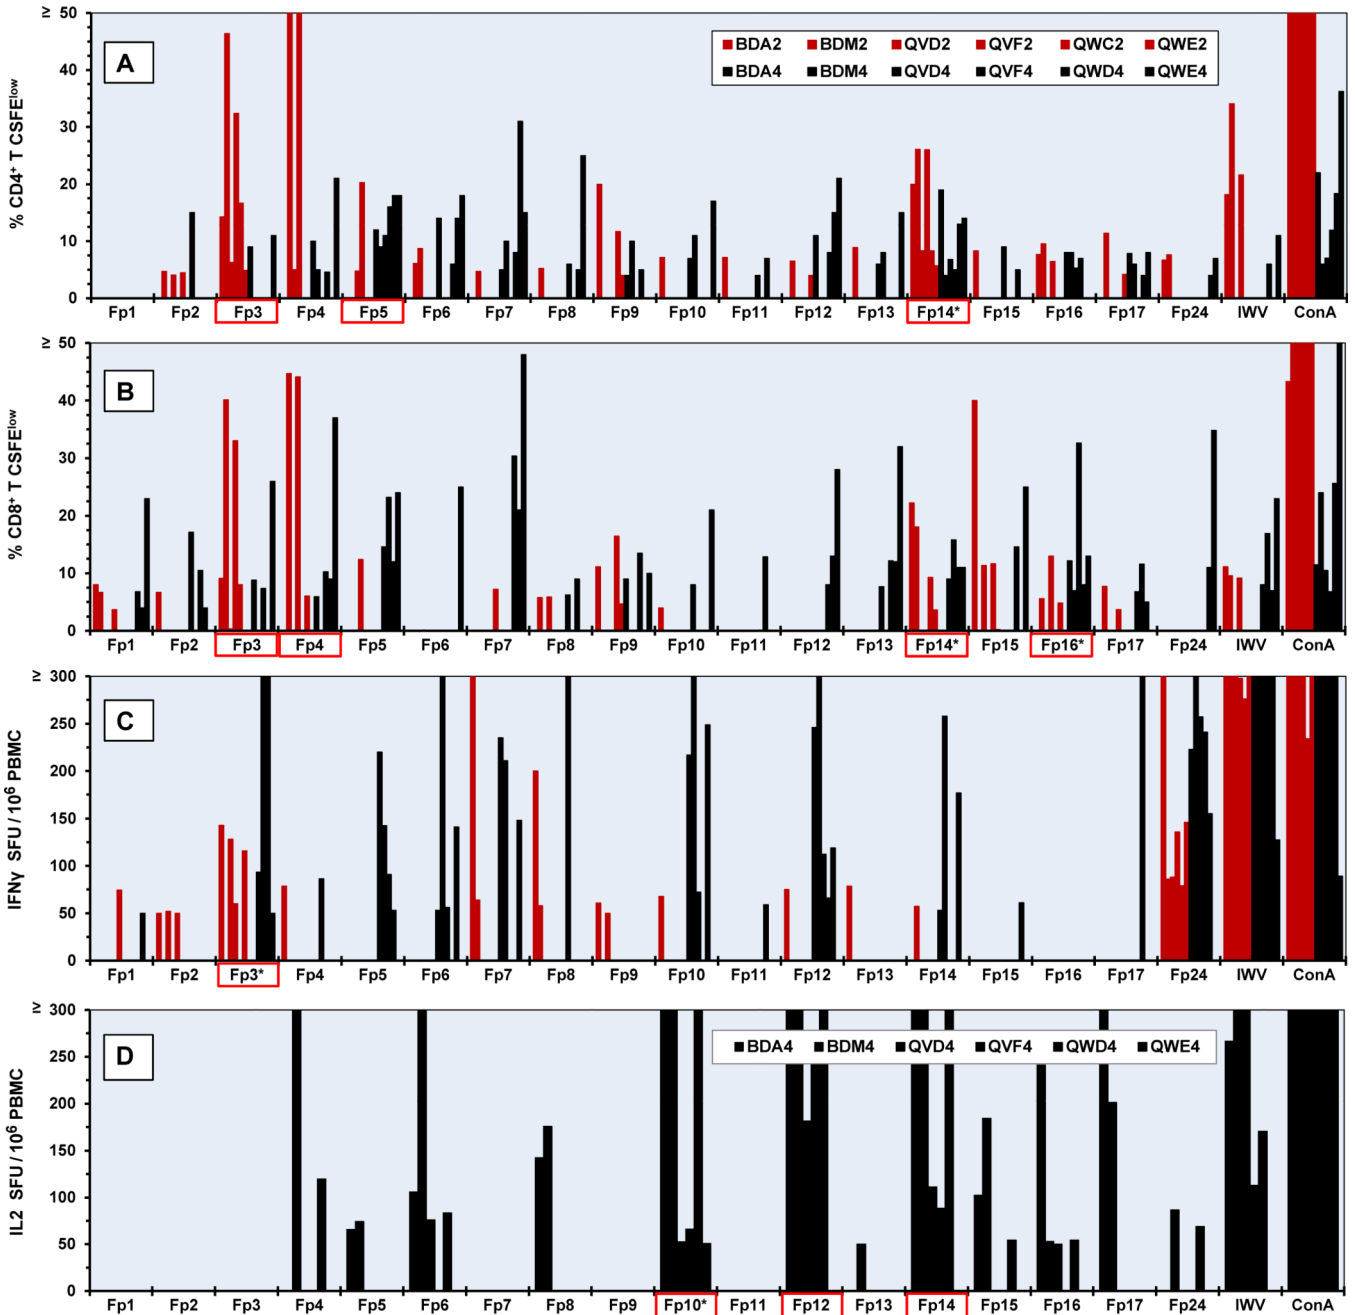 ≥ 50
40
30
20
10
0
% CD4⁺ T CSFEˡᵒʷ
A
BDA2 BDM2 QVD2 QVF2 QWC2 QWE2
BDA4 BDM4 QVD4 QVF4 QWD4 QWE4
Fp1 Fp2 Fp3 Fp4 Fp5 Fp6 Fp7 Fp8 Fp9 Fp10 Fp11 Fp12 Fp13 Fp14* Fp15 Fp16 Fp17 Fp24 IWV ConA
≥ 50
40
30
20
10
0
% CD8⁺ T CSFEˡᵒʷ
B
Fp1 Fp2 Fp3 Fp4 Fp5 Fp6 Fp7 Fp8 Fp9 Fp10 Fp11 Fp12 Fp13 Fp14* Fp15 Fp16* Fp17 Fp24 IWV ConA
≥ 300
250
200
150
100
50
0
IFNγ SFU / 10⁶ PBMC
C
Fp1 Fp2 Fp3* Fp4 Fp5 Fp6 Fp7 Fp8 Fp9 Fp10 Fp11 Fp12 Fp13 Fp14 Fp15 Fp16 Fp17 Fp24 IWV ConA
≥ 300
250
200
150
100
50
0
IL2 SFU / 10⁶ PBMC
D
BDA4 BDM4 QVD4 QVF4 QWD4 QWE4
Fp1 Fp2 Fp3 Fp4 Fp5 Fp6 Fp7 Fp8 Fp9 Fp10* Fp11 Fp12 Fp13 Fp14 Fp15 Fp16 Fp17 Fp24 IWV ConA